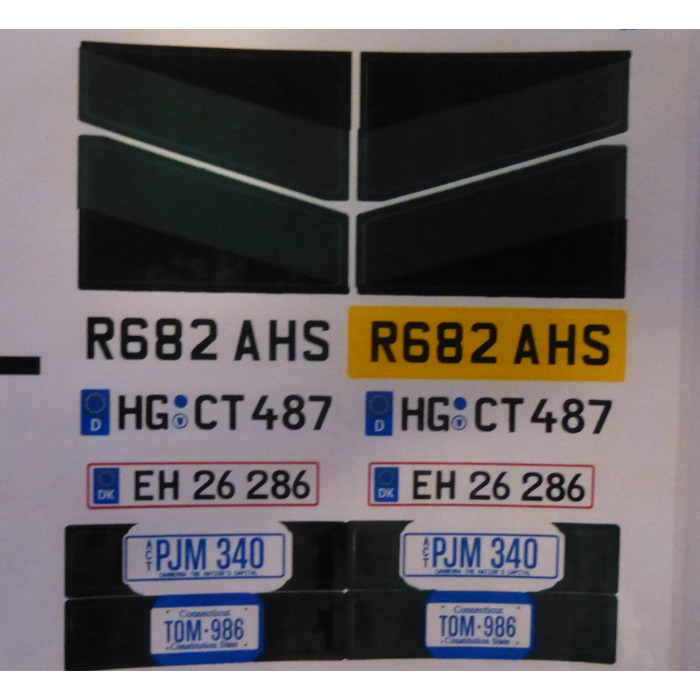 R682 AHS R682 AHS
D HG CT 487 D HG CT 487
DK EH 26 286 DK EH 26 286
ACT PJM 340 ACT PJM 340
CANBERRA THE NATION'S CAPITAL CANBERRA THE NATION'S CAPITAL
Connecticut Connecticut
TOM·986 TOM·986
Constitution State Constitution State